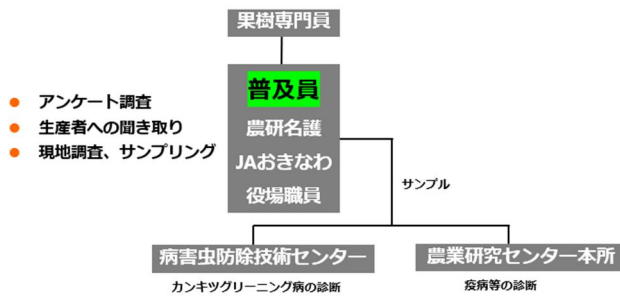 果樹専門員
普及員
農研名護
JAおきなわ
役場職員
アンケート調査
生産者への聞き取り
現地調査、サンプリング
サンプル
病害虫防除技術センター
農業研究センター本所
カンキツグリーニング病の診断
疫病等の診断